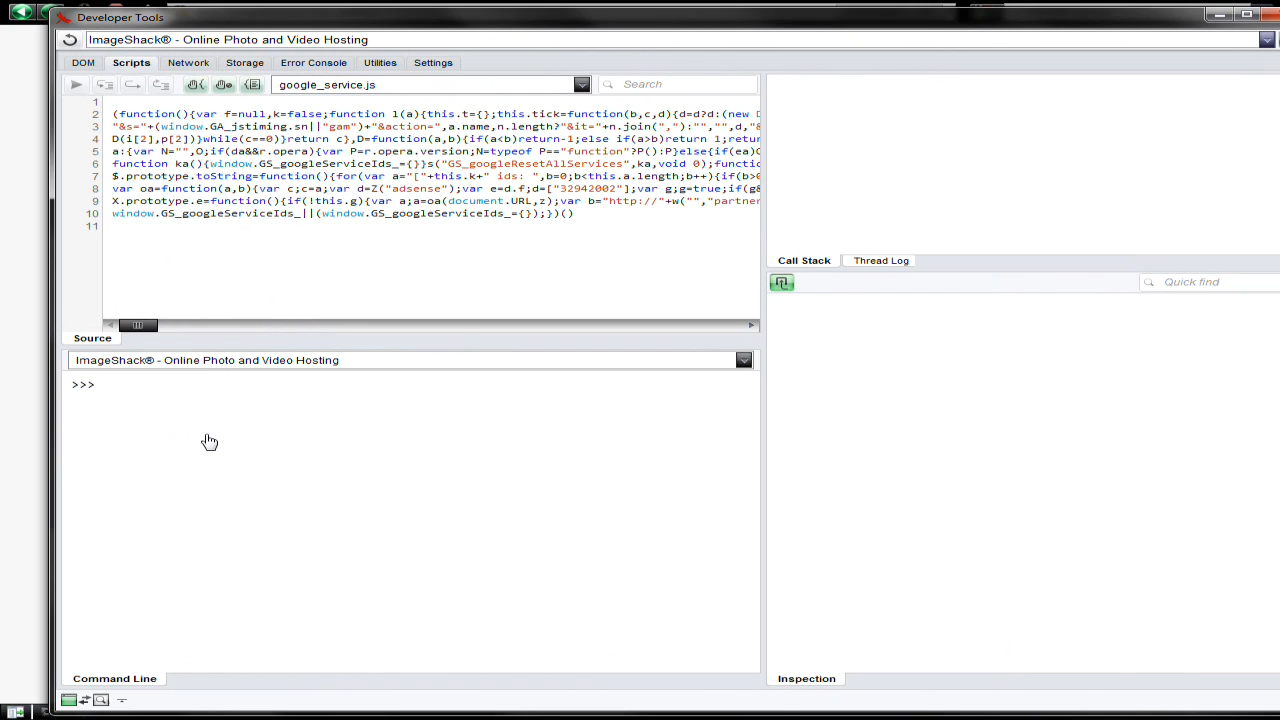 Developer Tools
ImageShack® - Online Photo and Video Hosting
DOM Scripts Network Storage Error Console Utilities Settings
google_service.js Search
1
2 (function(){var f=null,k=false;function l(a){this.t={};this.tick=function(b,c,d){d=d?d:(new D
3 "&s="+(window.GA_jstiming.sn||"gam")+"&action=",a.name,n.length?"&it="+n.join(","):"","",d,"&
4 D(i[2],p[2])}while(c==0)}return c},D=function(a,b){if(a<b)return-1;else if(a>b)return 1;retur
5 a:{var N="",O;if(da&&r.opera){var P=r.opera.version;N=typeof P=="function"?P():P}else{if(ea)O
6 function ka(){window.GS_googleServiceIds_={}}s("GS_googleResetAllServices",ka,void 0);functio
7 $.prototype.toString=function(){for(var a="["+this.k+" ids: ",b=0;b<this.a.length;b++){if(b>0
8 var oa=function(a,b){var c;c=a;var d=Z("adsense");var e=d.f;d=["32942002"];var g;g=true;if(g&
9 X.prototype.e=function(){if(!this.g){var a;a=oa(document.URL,z);var b="http://"+w("","partner
10 window.GS_googleServiceIds_||(window.GS_googleServiceIds_={});})()
11
Call Stack Thread Log
Quick find
Source
ImageShack® - Online Photo and Video Hosting
>>>
Command Line
Inspection